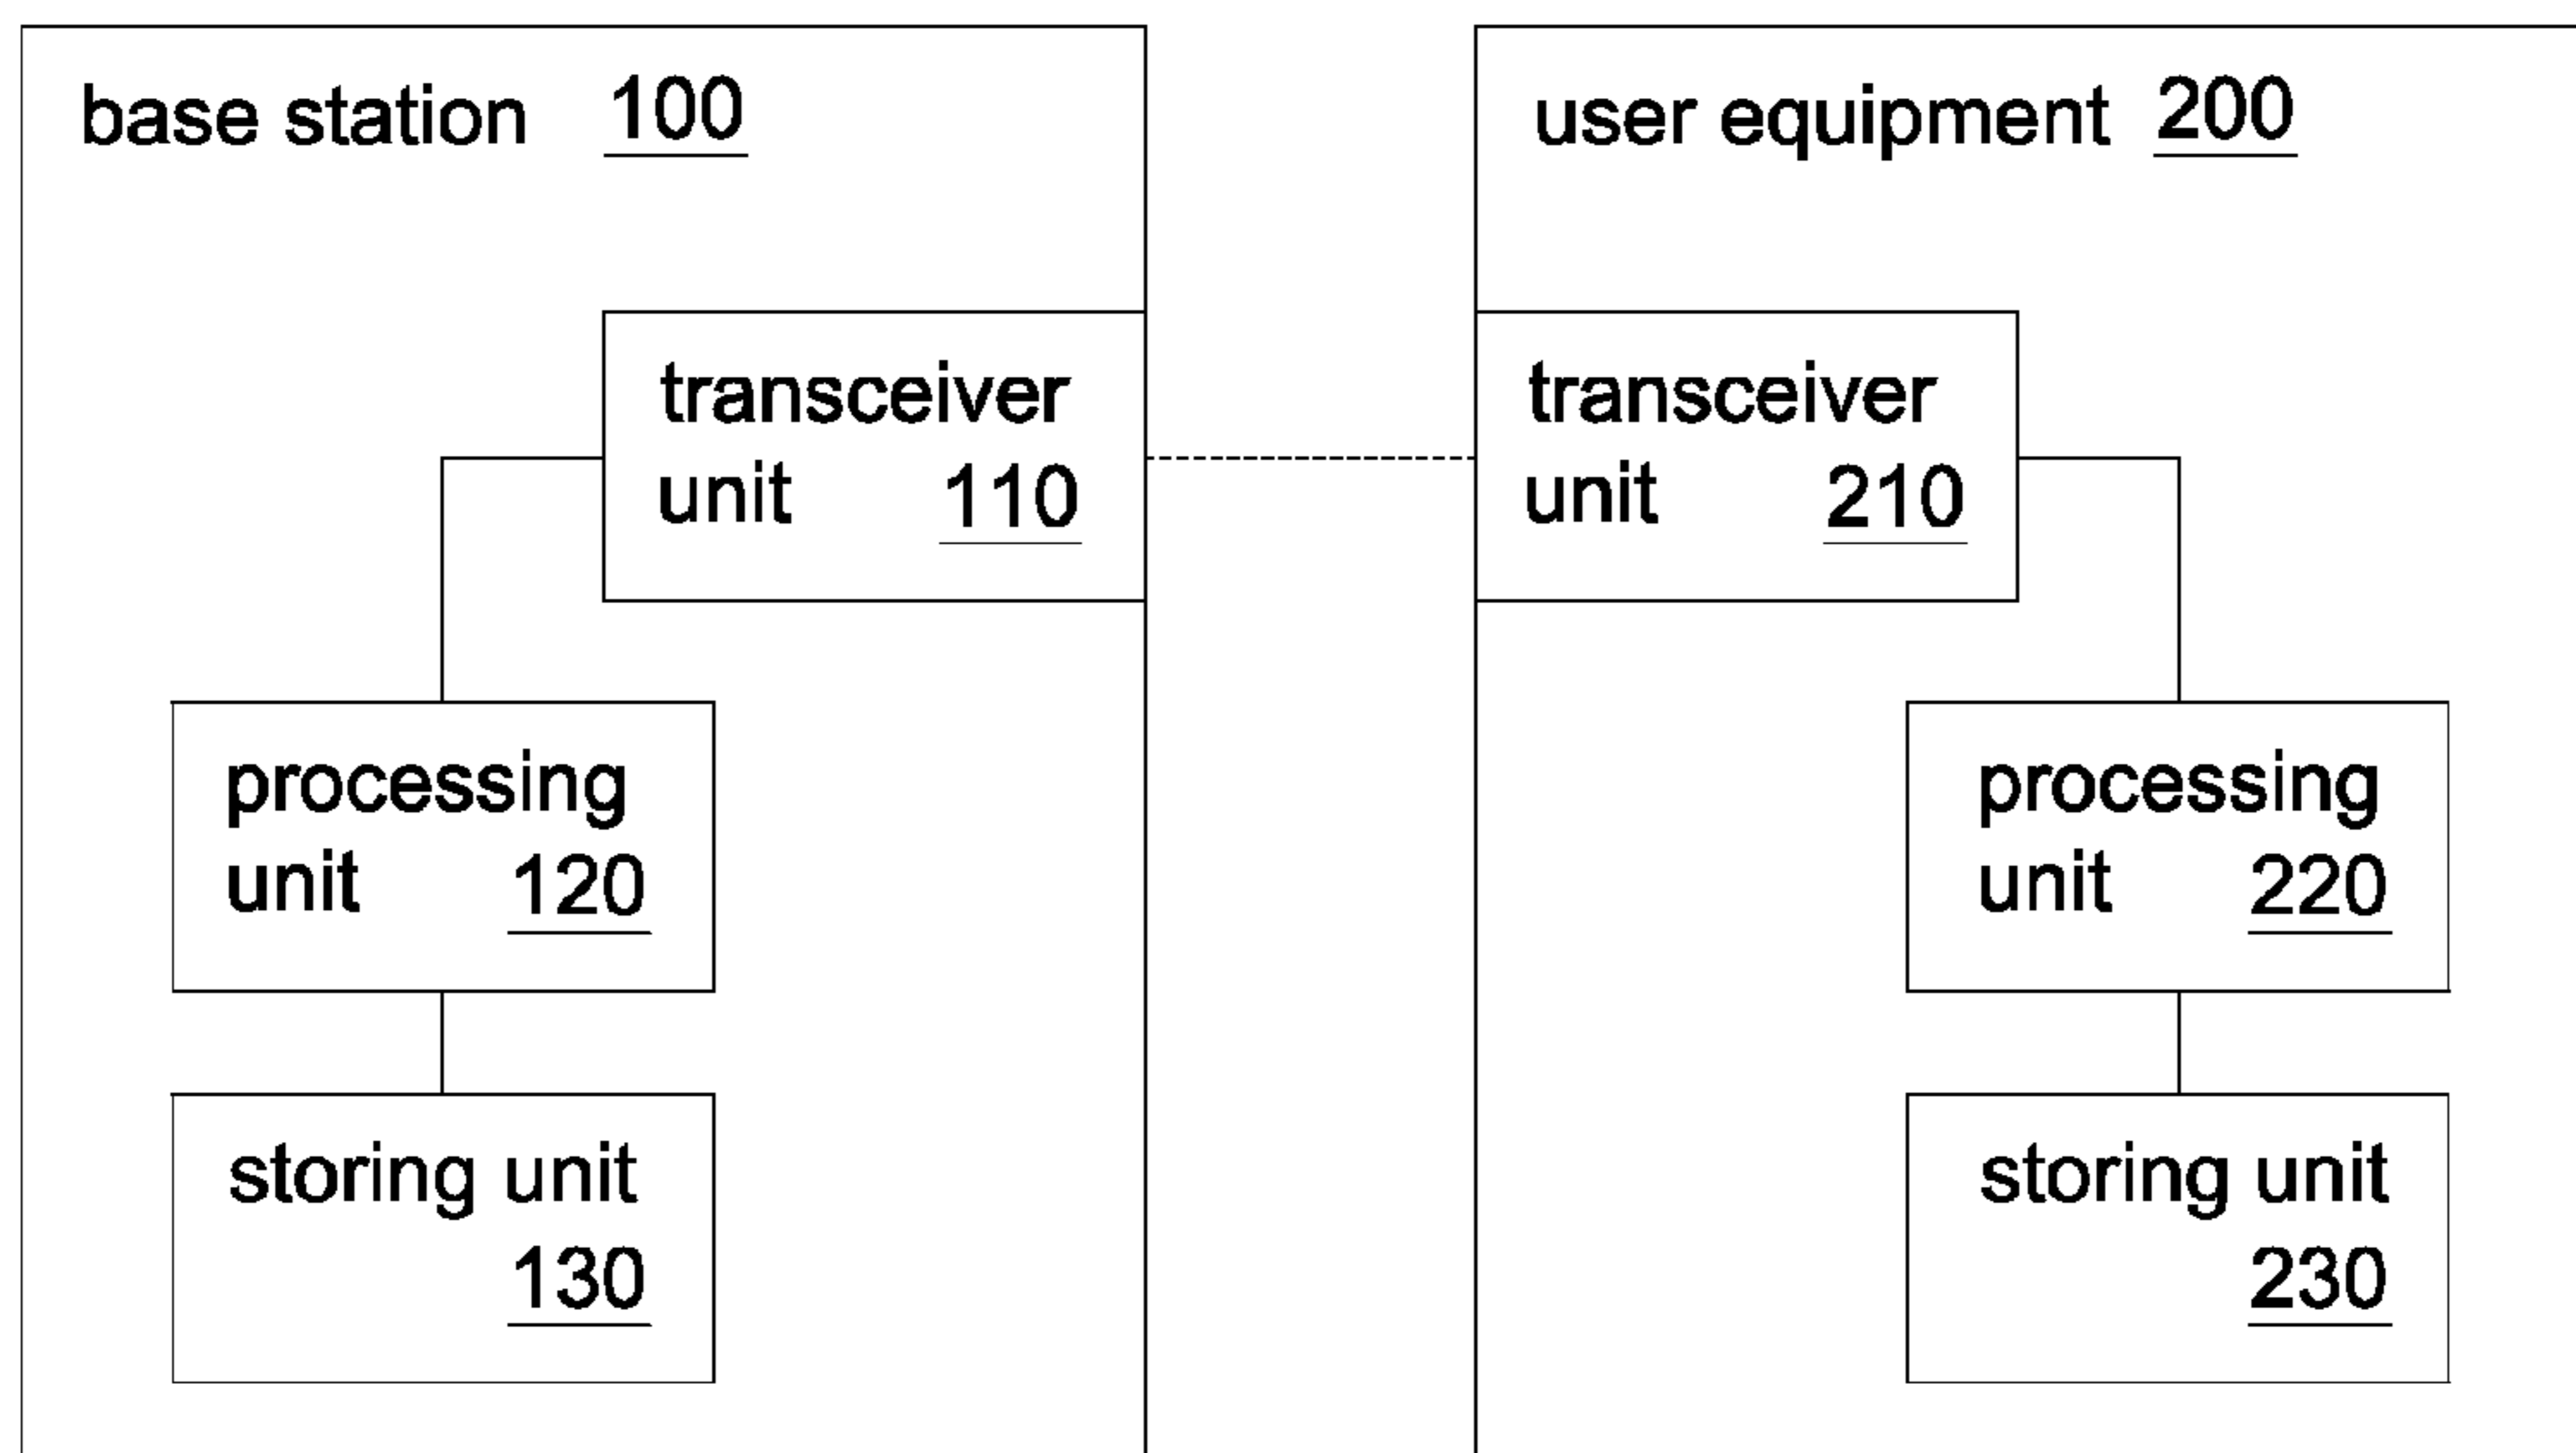 base station 100
transceiver
unit 110
processing
unit 120
storing unit
130
user equipment 200
transceiver
unit 210
processing
unit 220
storing unit
230